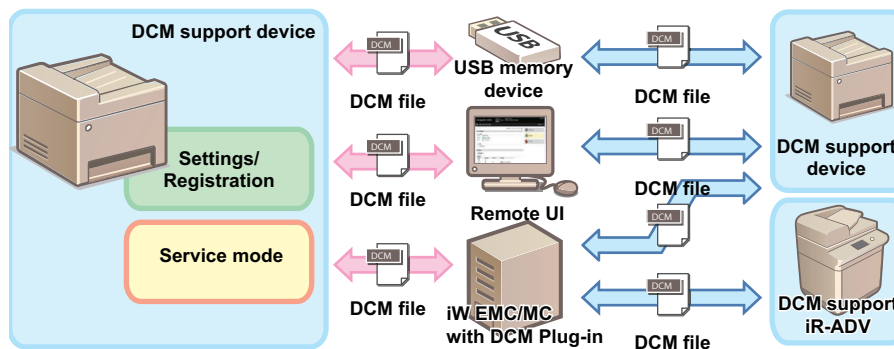 DCM support device
Settings/
Registration
Service mode
DCM
DCM file
DCM
DCM file
DCM
DCM file
USB
USB memory
device
Remote UI
iW EMC/MC
with DCM Plug-in
DCM
DCM file
DCM
DCM file
DCM
DCM
DCM file
DCM support
device
DCM support
iR-ADV